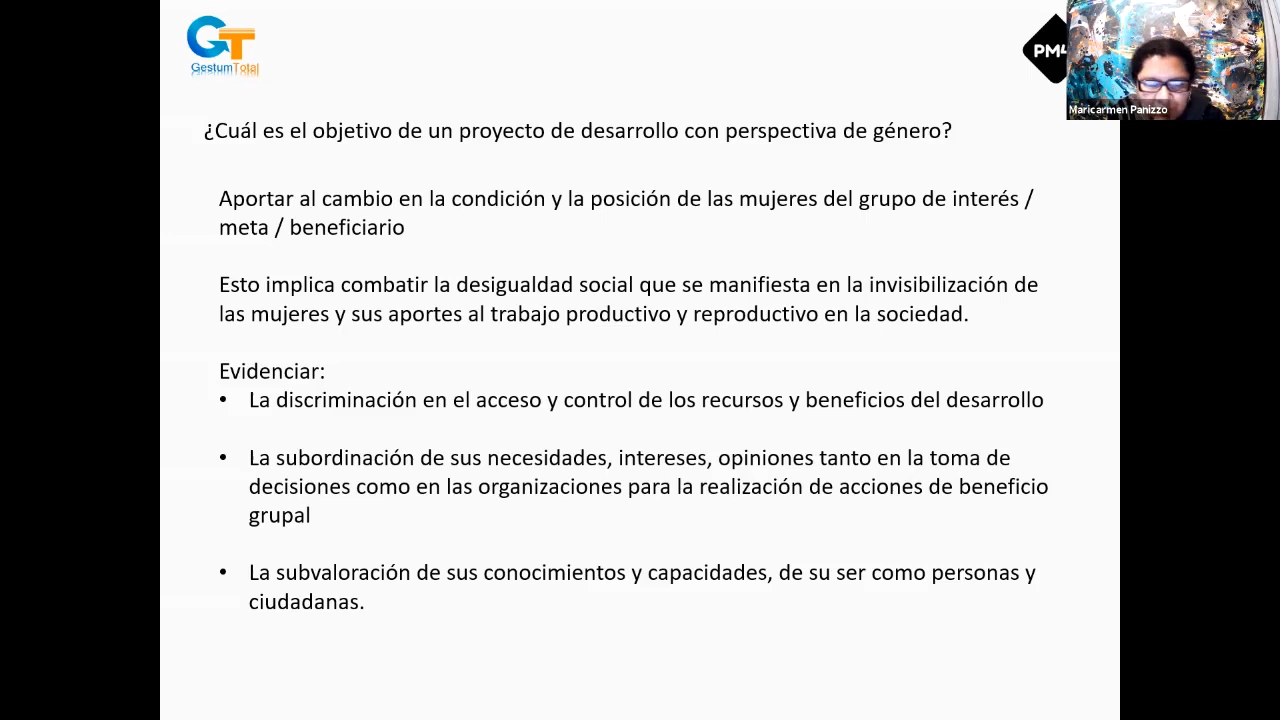 GT
GestumTotal
PM4
Maricarmen Panizzo
¿Cuál es el objetivo de un proyecto de desarrollo con perspectiva de género?
Aportar al cambio en la condición y la posición de las mujeres del grupo de interés /
meta / beneficiario
Esto implica combatir la desigualdad social que se manifiesta en la invisibilización de
las mujeres y sus aportes al trabajo productivo y reproductivo en la sociedad.
Evidenciar:
• La discriminación en el acceso y control de los recursos y beneficios del desarrollo
• La subordinación de sus necesidades, intereses, opiniones tanto en la toma de
decisiones como en las organizaciones para la realización de acciones de beneficio
grupal
• La subvaloración de sus conocimientos y capacidades, de su ser como personas y
ciudadanas.